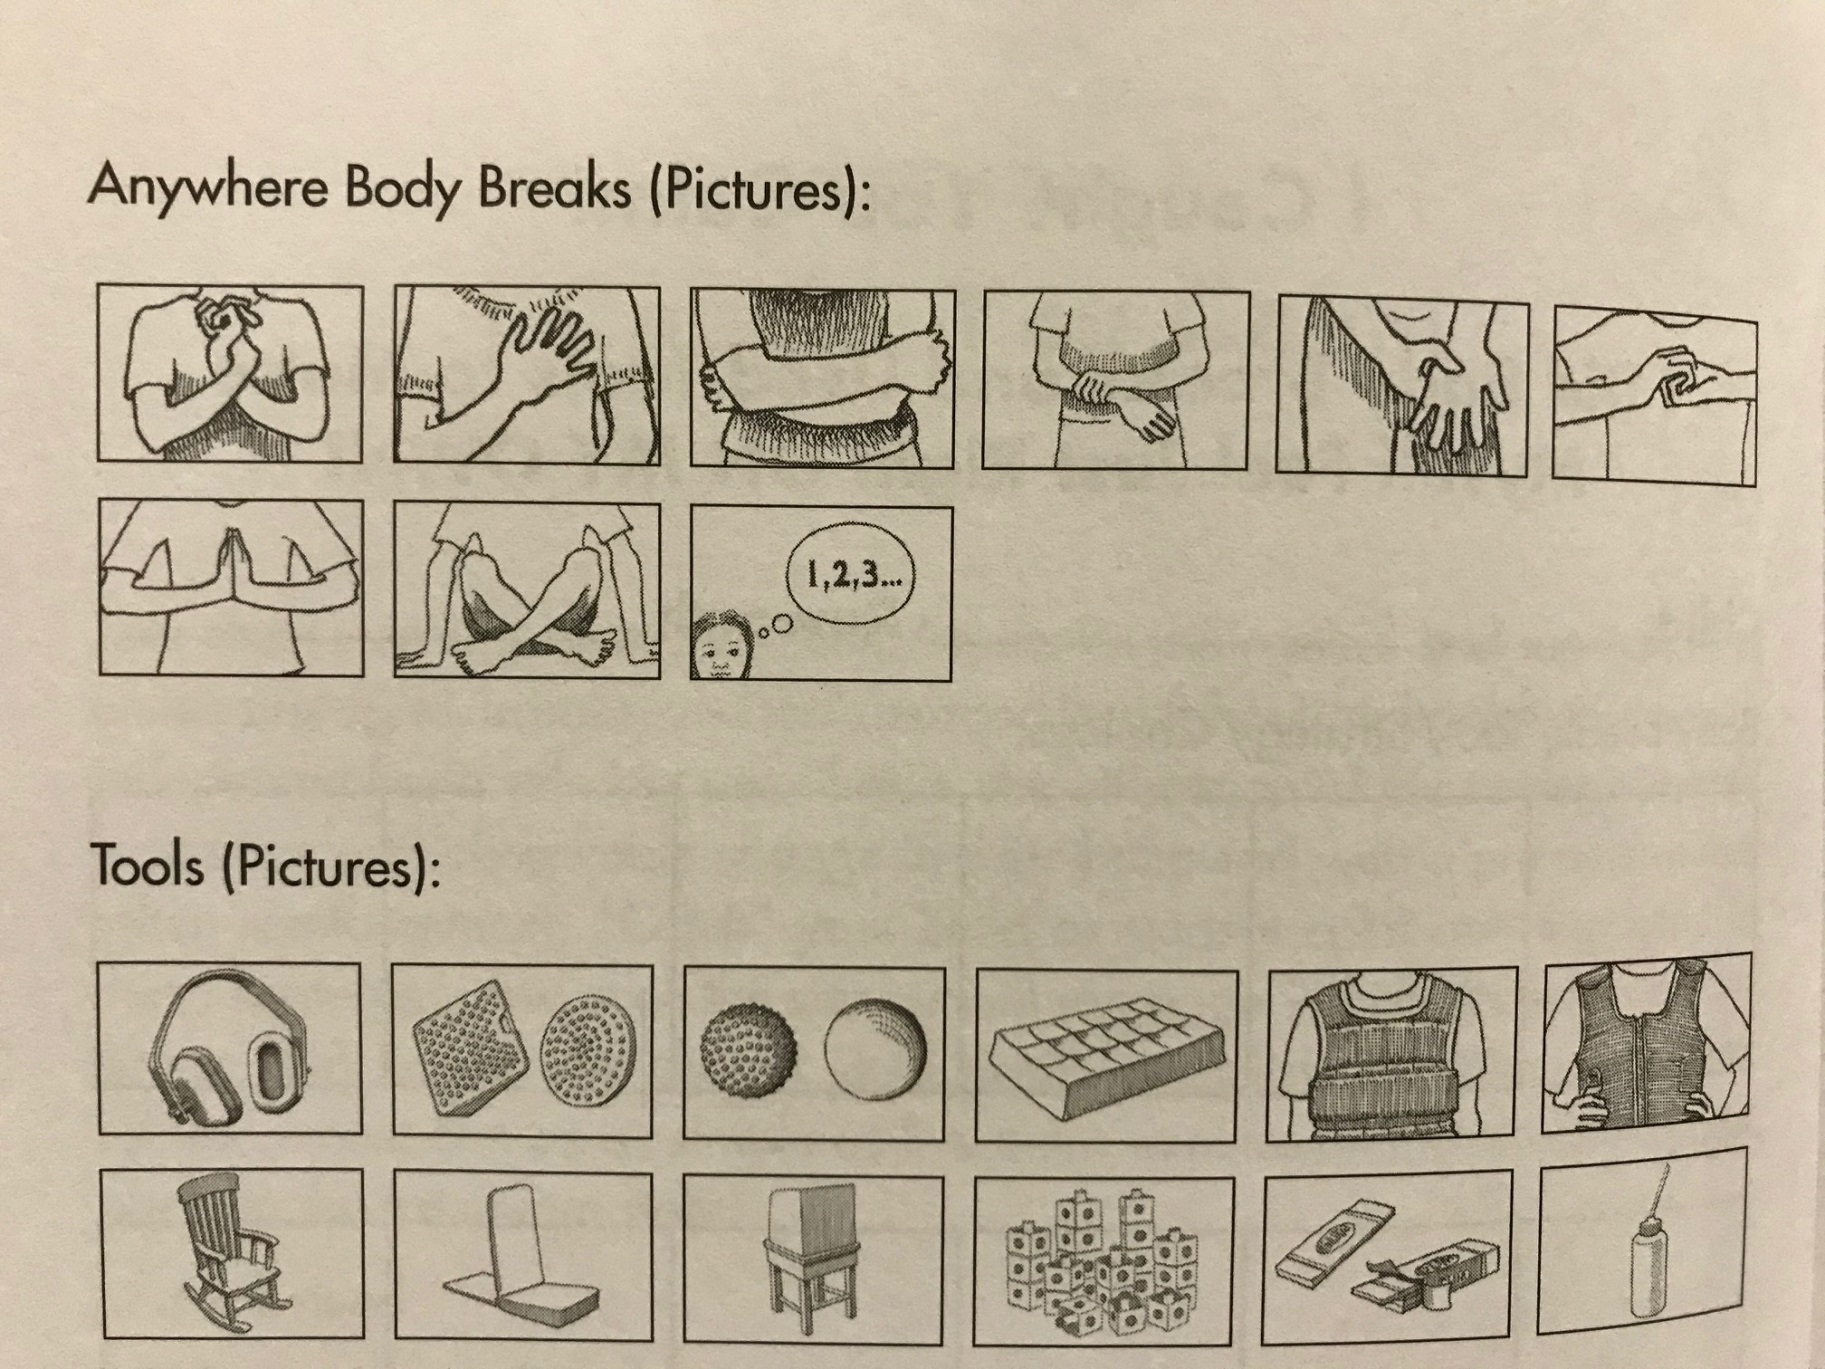 Anywhere Body Breaks (Pictures):
1,2,3...
Tools (Pictures):